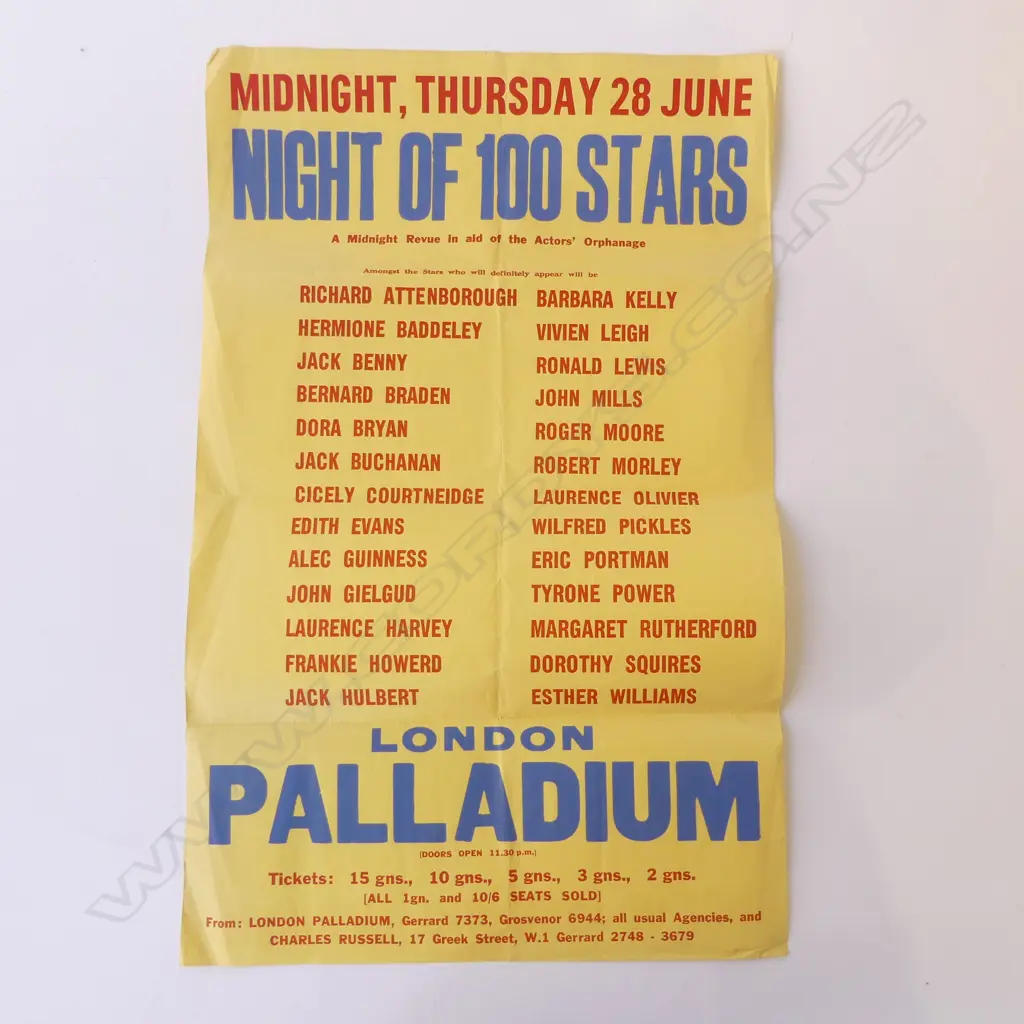 MIDNIGHT, THURSDAY 28 JUNE
NIGHT OF 100 STARS
A Midnight Revue in aid of the Actors' Orphanage
Amongst the Stars who will definitely appear will be
RICHARD ATTENBOROUGH
HERMIONE BADDELEY
JACK BENNY
BERNARD BRADEN
DORA BRYAN
JACK BUCHANAN
CICELY COURTNEIDGE
EDITH EVANS
ALEC GUINNESS
JOHN GIELGUD
LAURENCE HARVEY
FRANKIE HOWERD
JACK HULBERT
BARBARA KELLY
VIVIEN LEIGH
RONALD LEWIS
JOHN MILLS
ROGER MOORE
ROBERT MORLEY
LAURENCE OLIVIER
WILFRED PICKLES
ERIC PORTMAN
TYRONE POWER
MARGARET RUTHERFORD
DOROTHY SQUIRES
ESTHER WILLIAMS
LONDON
PALLADIUM
(DOORS OPEN 11.30 p.m.)
Tickets: 15 gns., 10 gns., 5 gns., 3 gns., 2 gns.
[ALL 1gn. and 10/6 SEATS SOLD]
From: LONDON PALLADIUM, Gerrard 7373, Grosvenor 6944; all usual Agencies, and
CHARLES RUSSELL, 17 Greek Street, W.1 Gerrard 2748 - 3679
WWW.CORDYS.CO.NZ